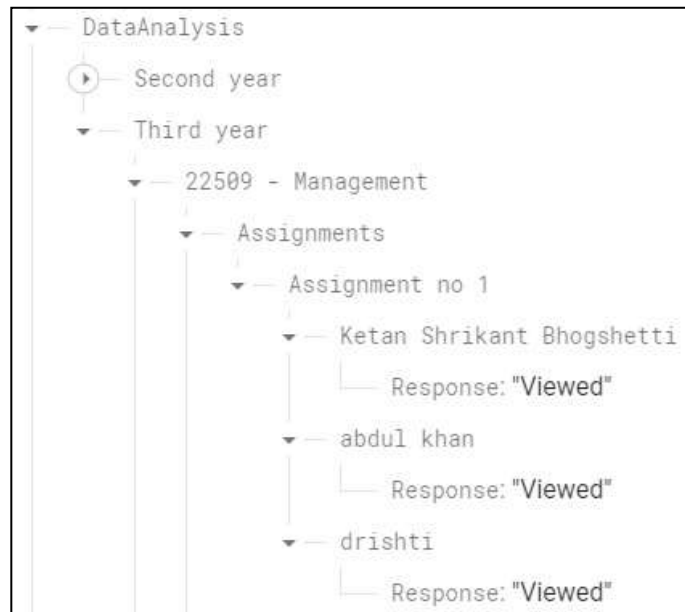 DataAnalysis
Second year
Third year
22509 - Management
Assignments
Assignment no 1
Ketan Shrikant Bhogshetti
Response: "Viewed"
abdul khan
Response: "Viewed"
drishti
Response: "Viewed"